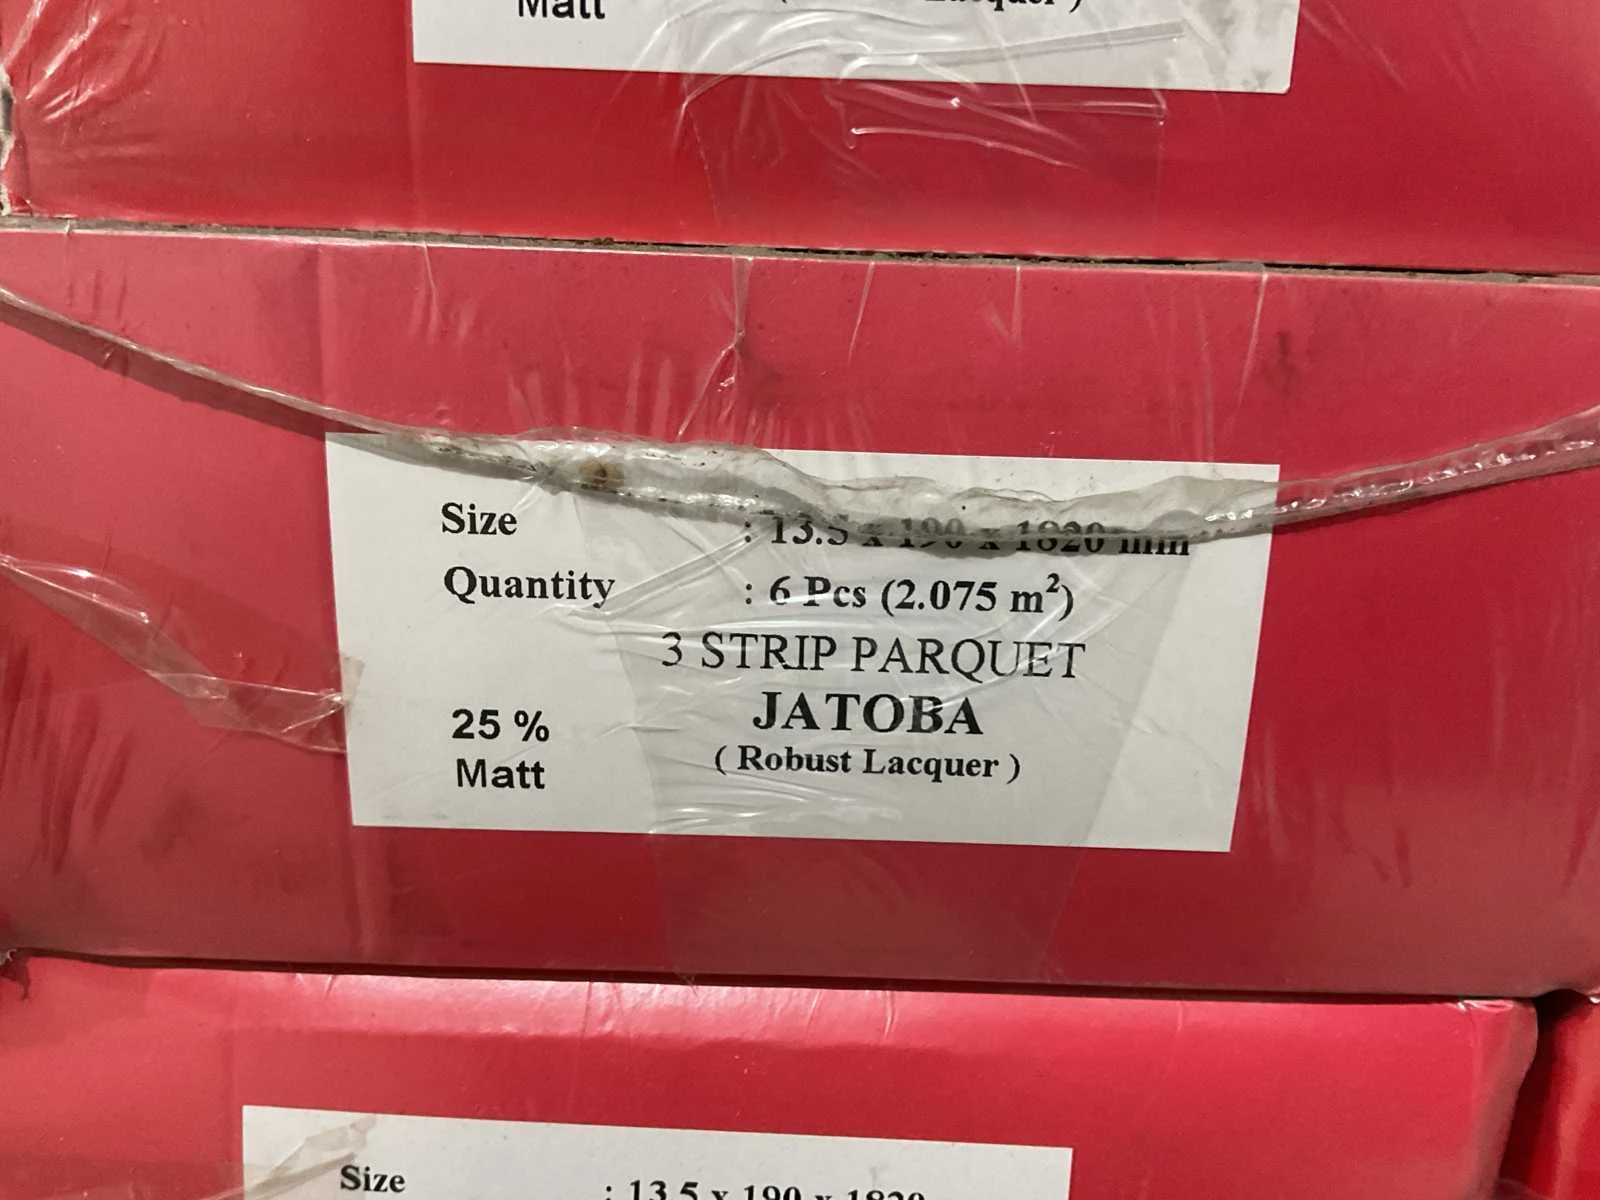 Matt
Lacquer )
Size : 13.5 x 190 x 1820 mm
Quantity : 6 Pcs (2.075 m²)
3 STRIP PARQUET
JATOBA
25 %
Matt
( Robust Lacquer )
Size : 13.5 x 190 x 1820